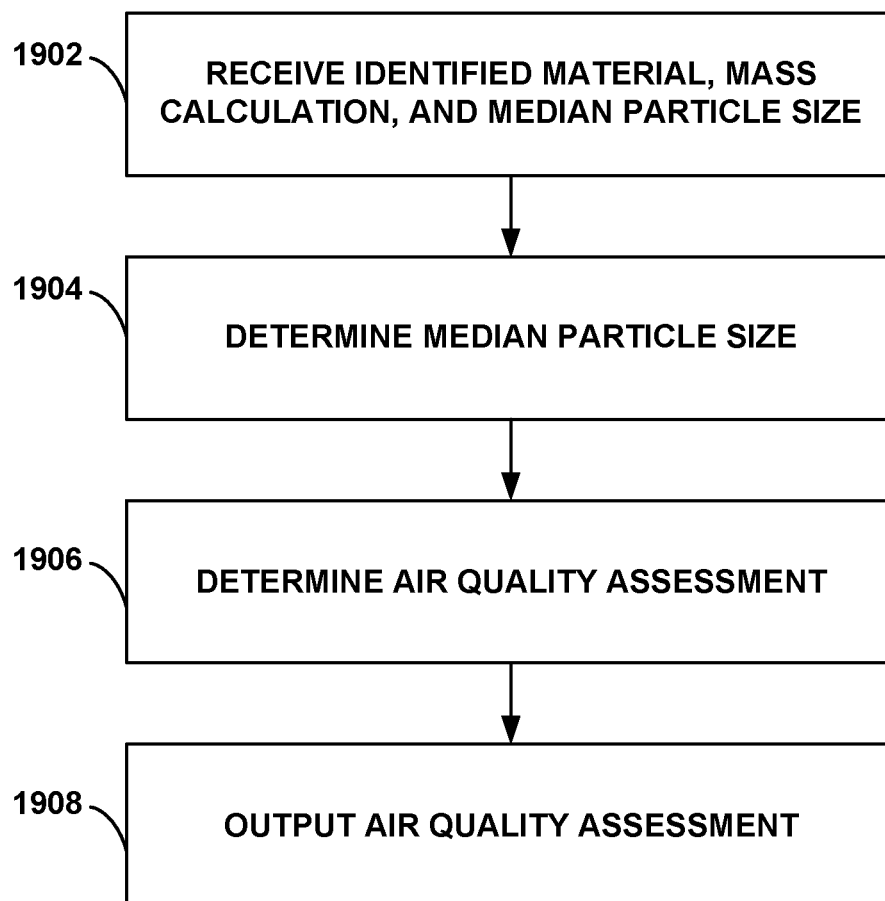 1902
RECEIVE IDENTIFIED MATERIAL, MASS
CALCULATION, AND MEDIAN PARTICLE SIZE
1904
DETERMINE MEDIAN PARTICLE SIZE
1906
DETERMINE AIR QUALITY ASSESSMENT
1908
OUTPUT AIR QUALITY ASSESSMENT